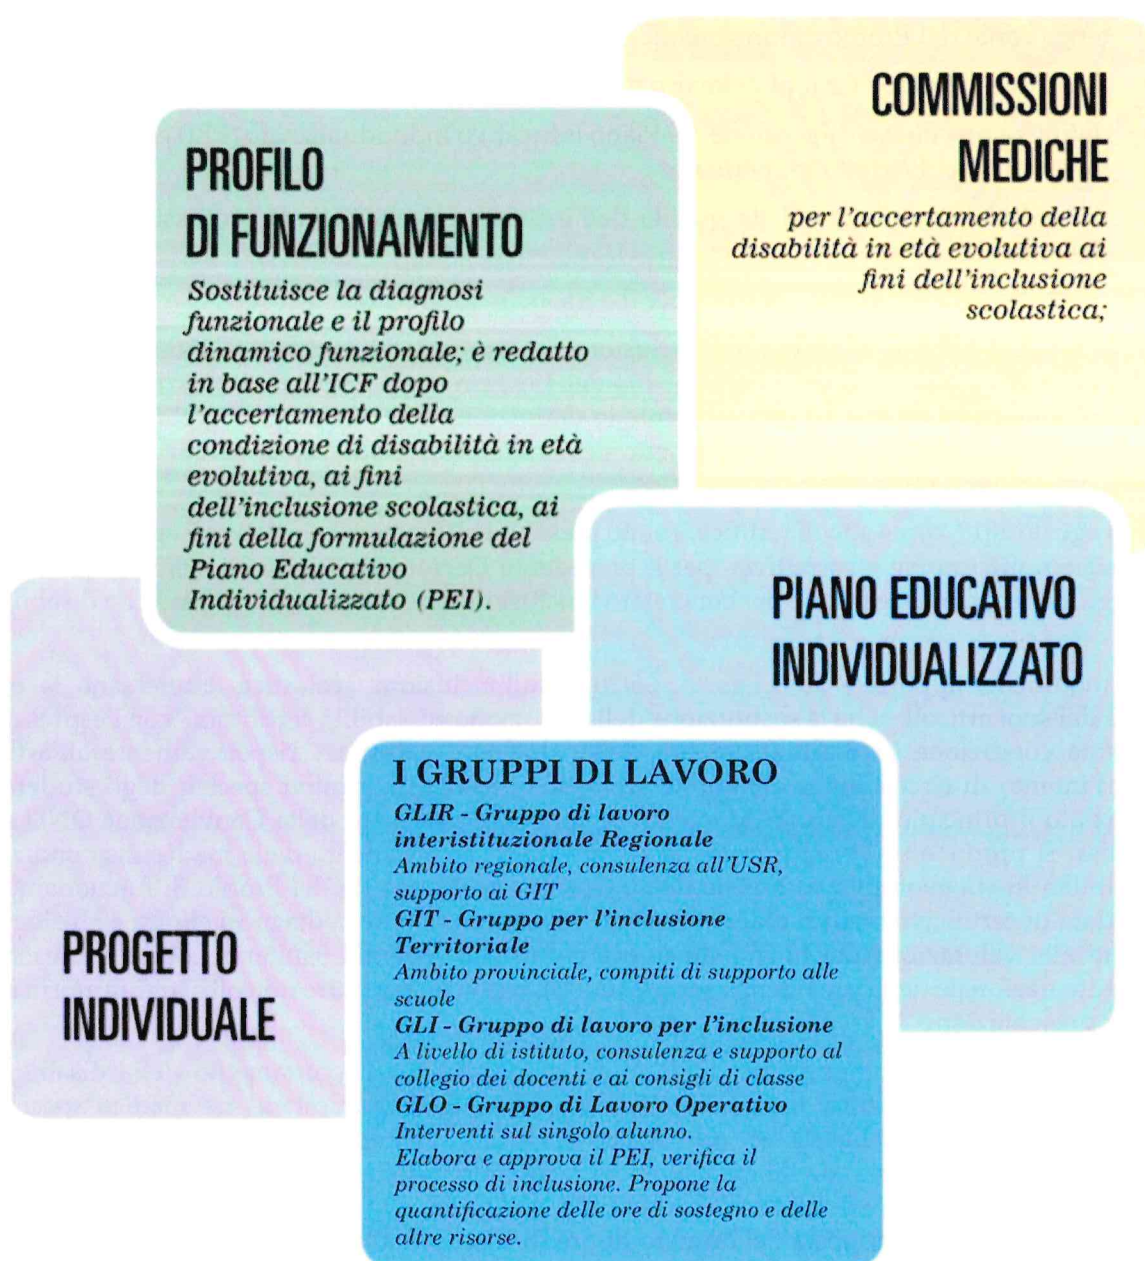 COMMISSIONI
MEDICHE
per l'accertamento della
disabilità in età evolutiva ai
fini dell'inclusione
scolastica;
PROFILO
DI FUNZIONAMENTO
Sostituisce la diagnosi
funzionale e il profilo
dinamico funzionale; è redatto
in base all'ICF dopo
l'accertamento della
condizione di disabilità in età
evolutiva, ai fini
dell'inclusione scolastica, ai
fini della formulazione del
Piano Educativo
Individualizzato (PEI).
PIANO EDUCATIVO
INDIVIDUALIZZATO
I GRUPPI DI LAVORO
GLIR - Gruppo di lavoro
interistituzionale Regionale
Ambito regionale, consulenza all'USR,
supporto ai GIT
GIT - Gruppo per l'inclusione
Territoriale
Ambito provinciale, compiti di supporto alle
scuole
GLI - Gruppo di lavoro per l'inclusione
A livello di istituto, consulenza e supporto al
collegio dei docenti e ai consigli di classe
GLO - Gruppo di Lavoro Operativo
Interventi sul singolo alunno.
Elabora e approva il PEI, verifica il
processo di inclusione. Propone la
quantificazione delle ore di sostegno e delle
altre risorse.
PROGETTO
INDIVIDUALE